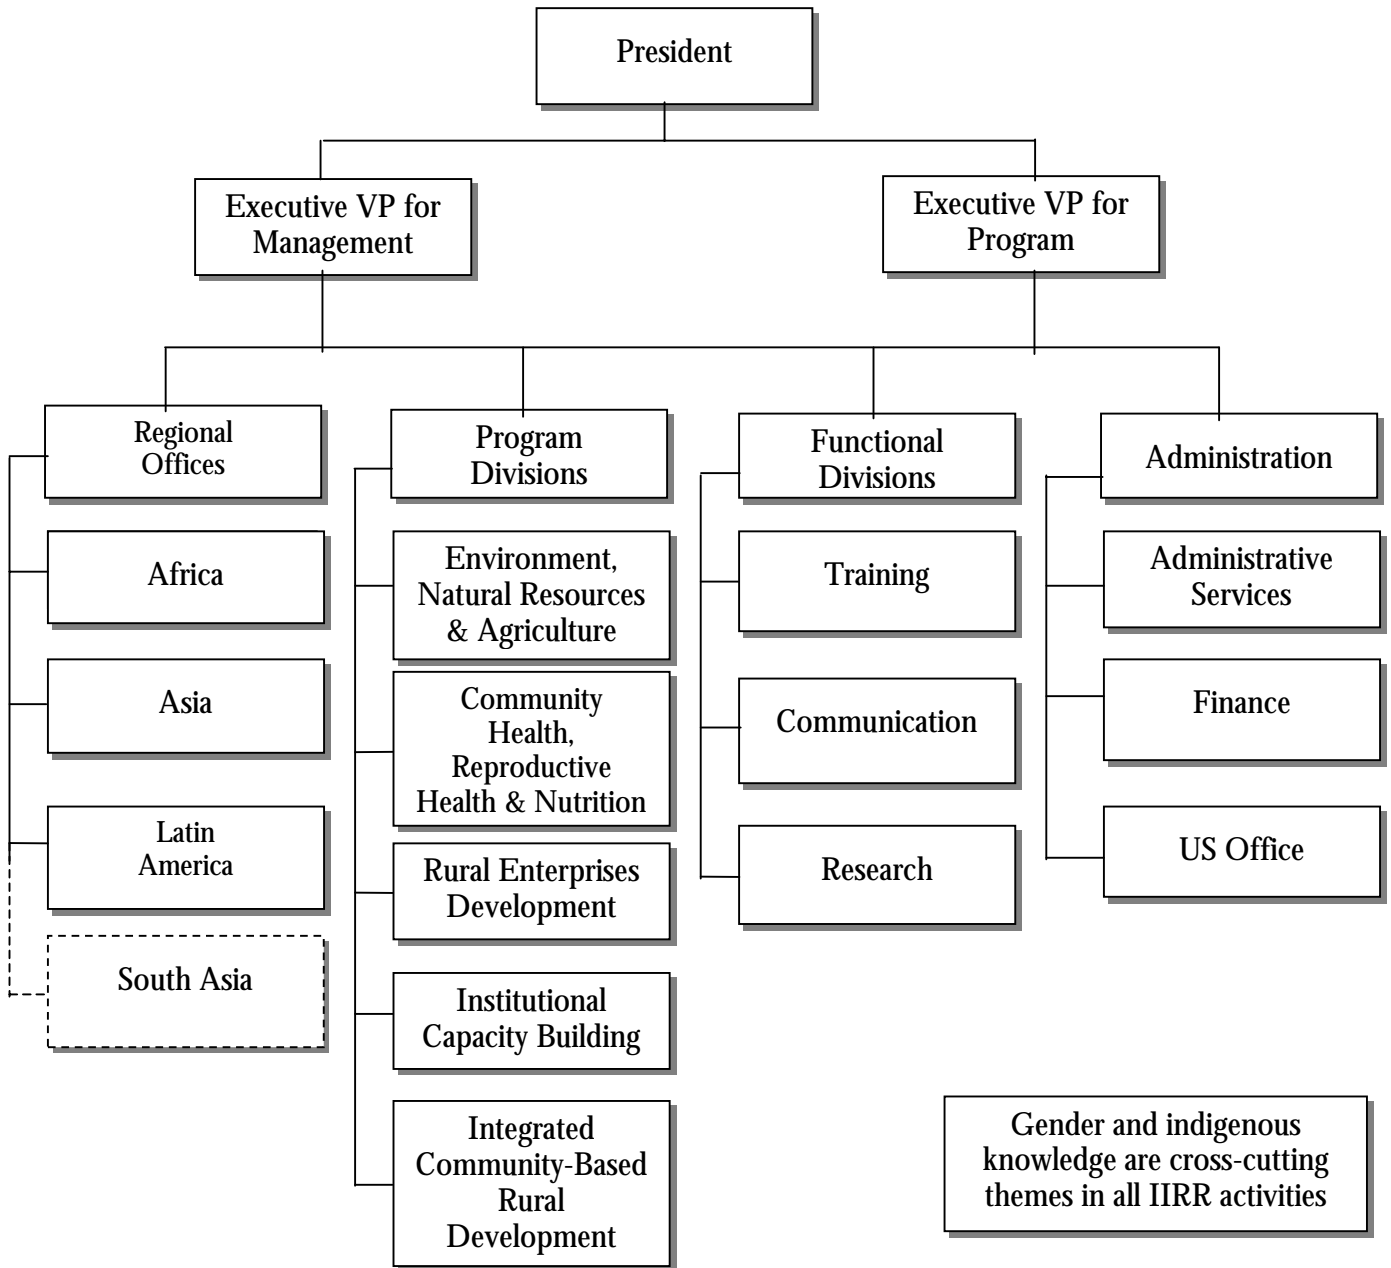 President
Executive VP for
Management
Executive VP for
Program
Regional
Offices
Africa
Asia
Latin
America
South Asia
Program
Divisions
Environment,
Natural Resources
& Agriculture
Community
Health,
Reproductive
Health & Nutrition
Rural Enterprises
Development
Institutional
Capacity Building
Integrated
Community-Based
Rural
Development
Functional
Divisions
Training
Communication
Research
Administration
Administrative
Services
Finance
US Office
Gender and indigenous
knowledge are cross-cutting
themes in all IIRR activities